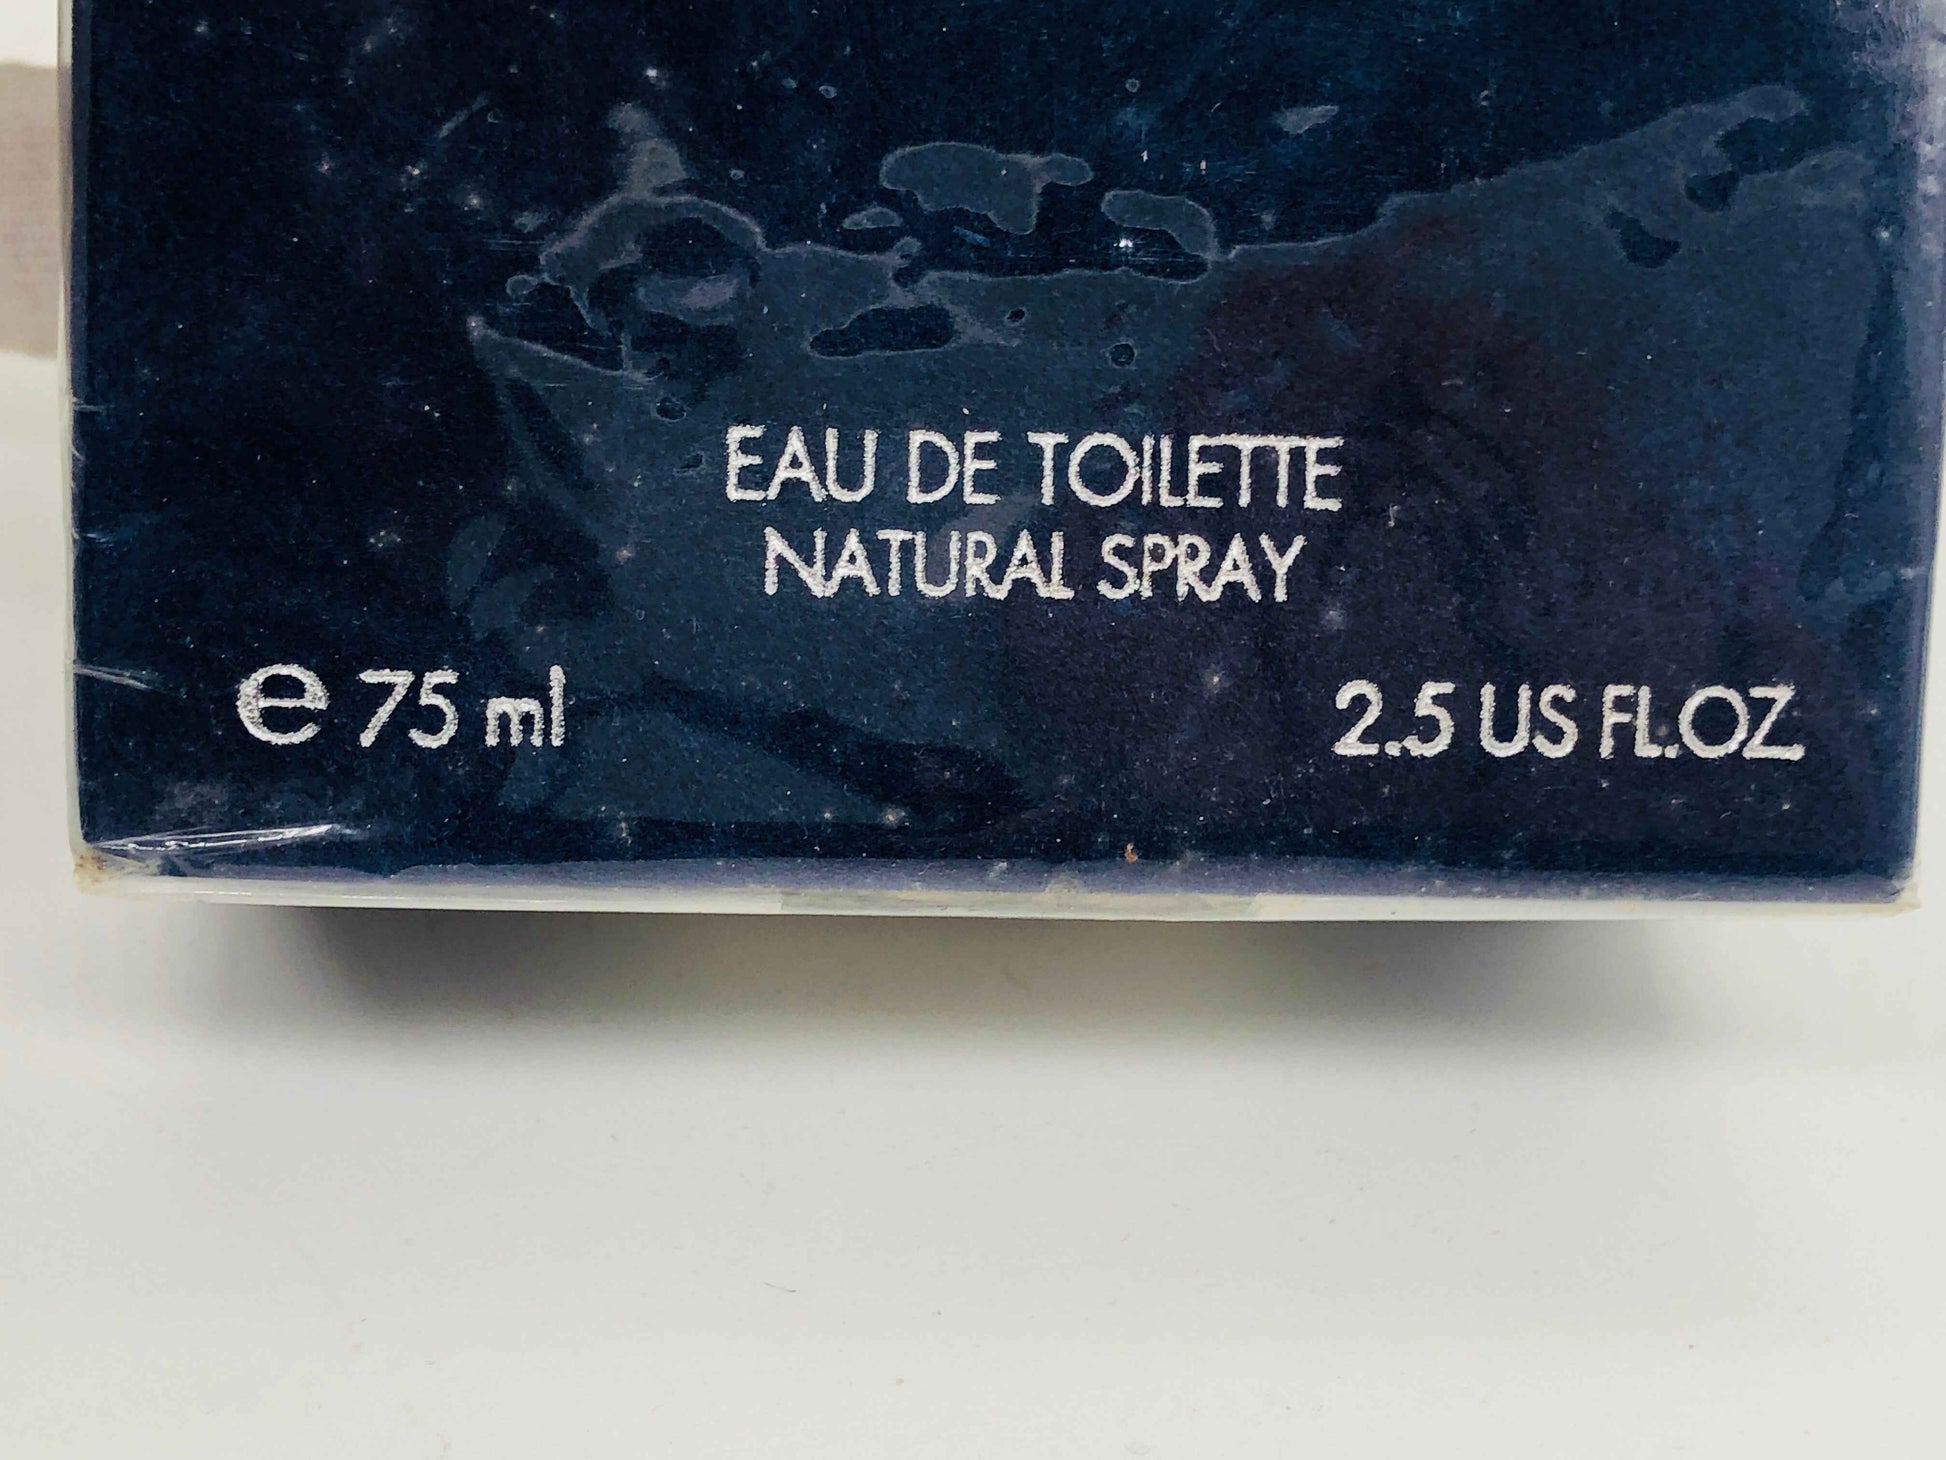 EAU DE TOILETTE
NATURAL SPRAY
℮ 75 ml
2.5 US FL.OZ